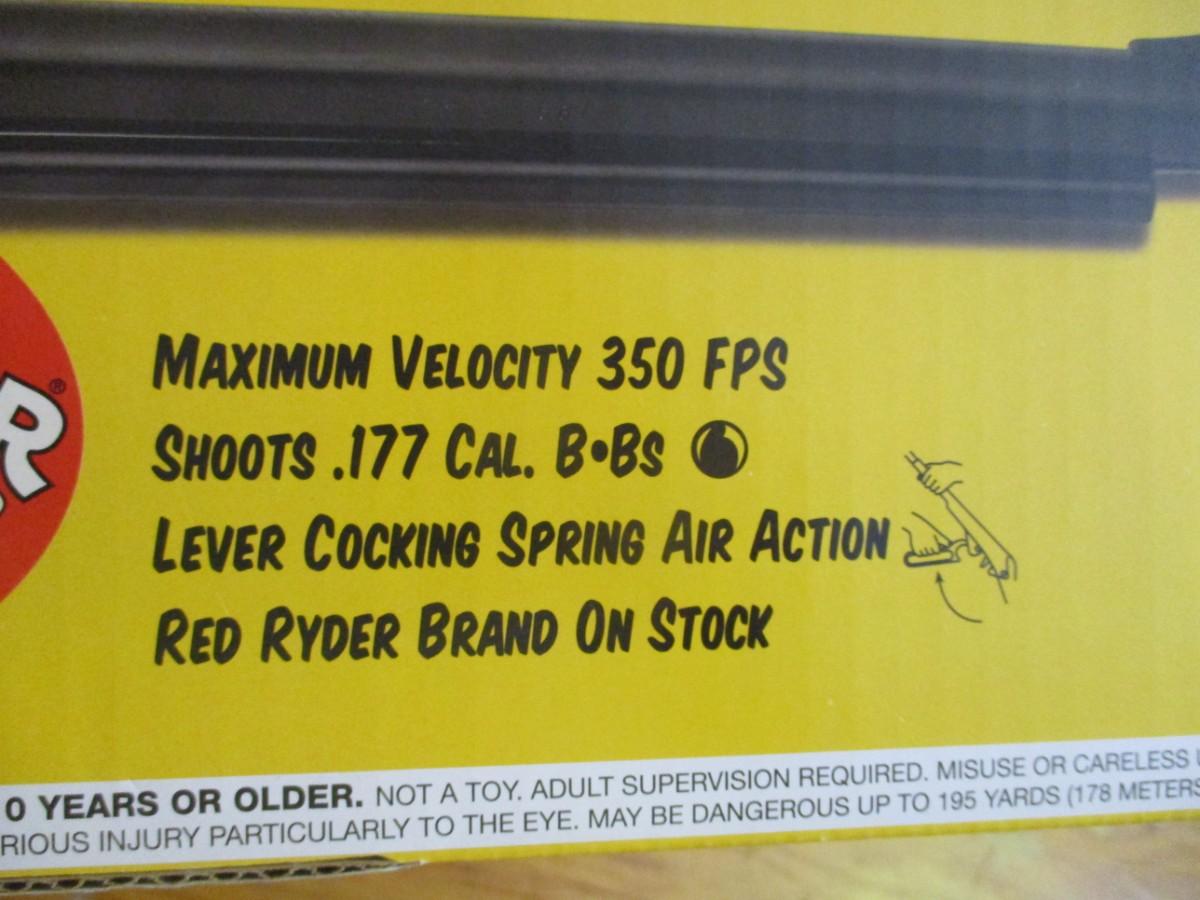 R®
MAXIMUM VELOCITY 350 FPS
SHOOTS .177 CAL. B•BS
LEVER COCKING SPRING AIR ACTION
RED RYDER BRAND ON STOCK
0 YEARS OR OLDER. NOT A TOY. ADULT SUPERVISION REQUIRED. MISUSE OR CARELESS
RIOUS INJURY PARTICULARLY TO THE EYE. MAY BE DANGEROUS UP TO 195 YARDS (178 METERS